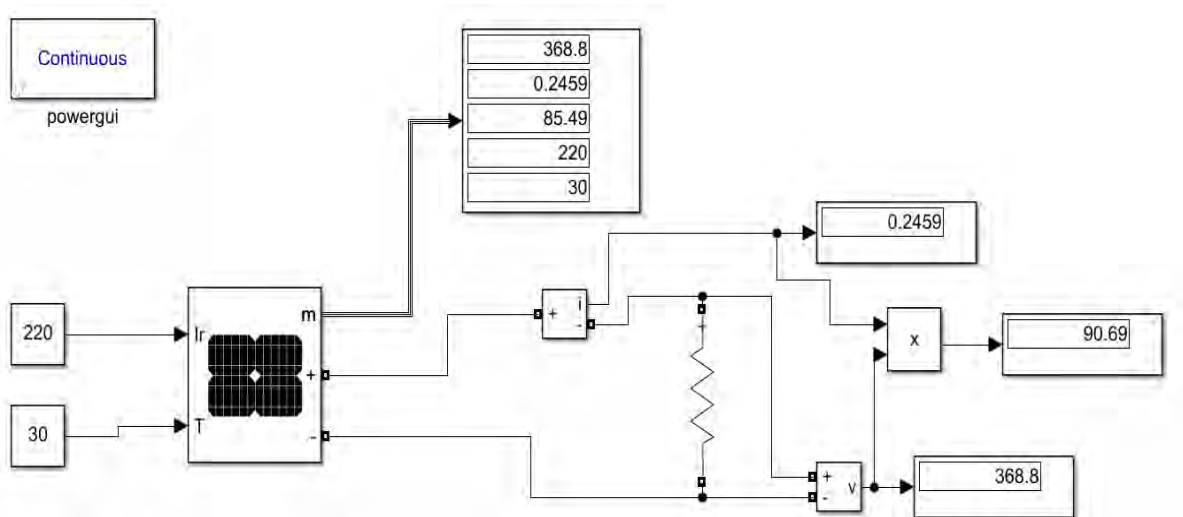 Continuous
powergui
368.8
0.2459
85.49
220
30
0.2459
220
30
Ir
T
m
+
-
+
i
-
+
x
90.69
+
-
v
368.8